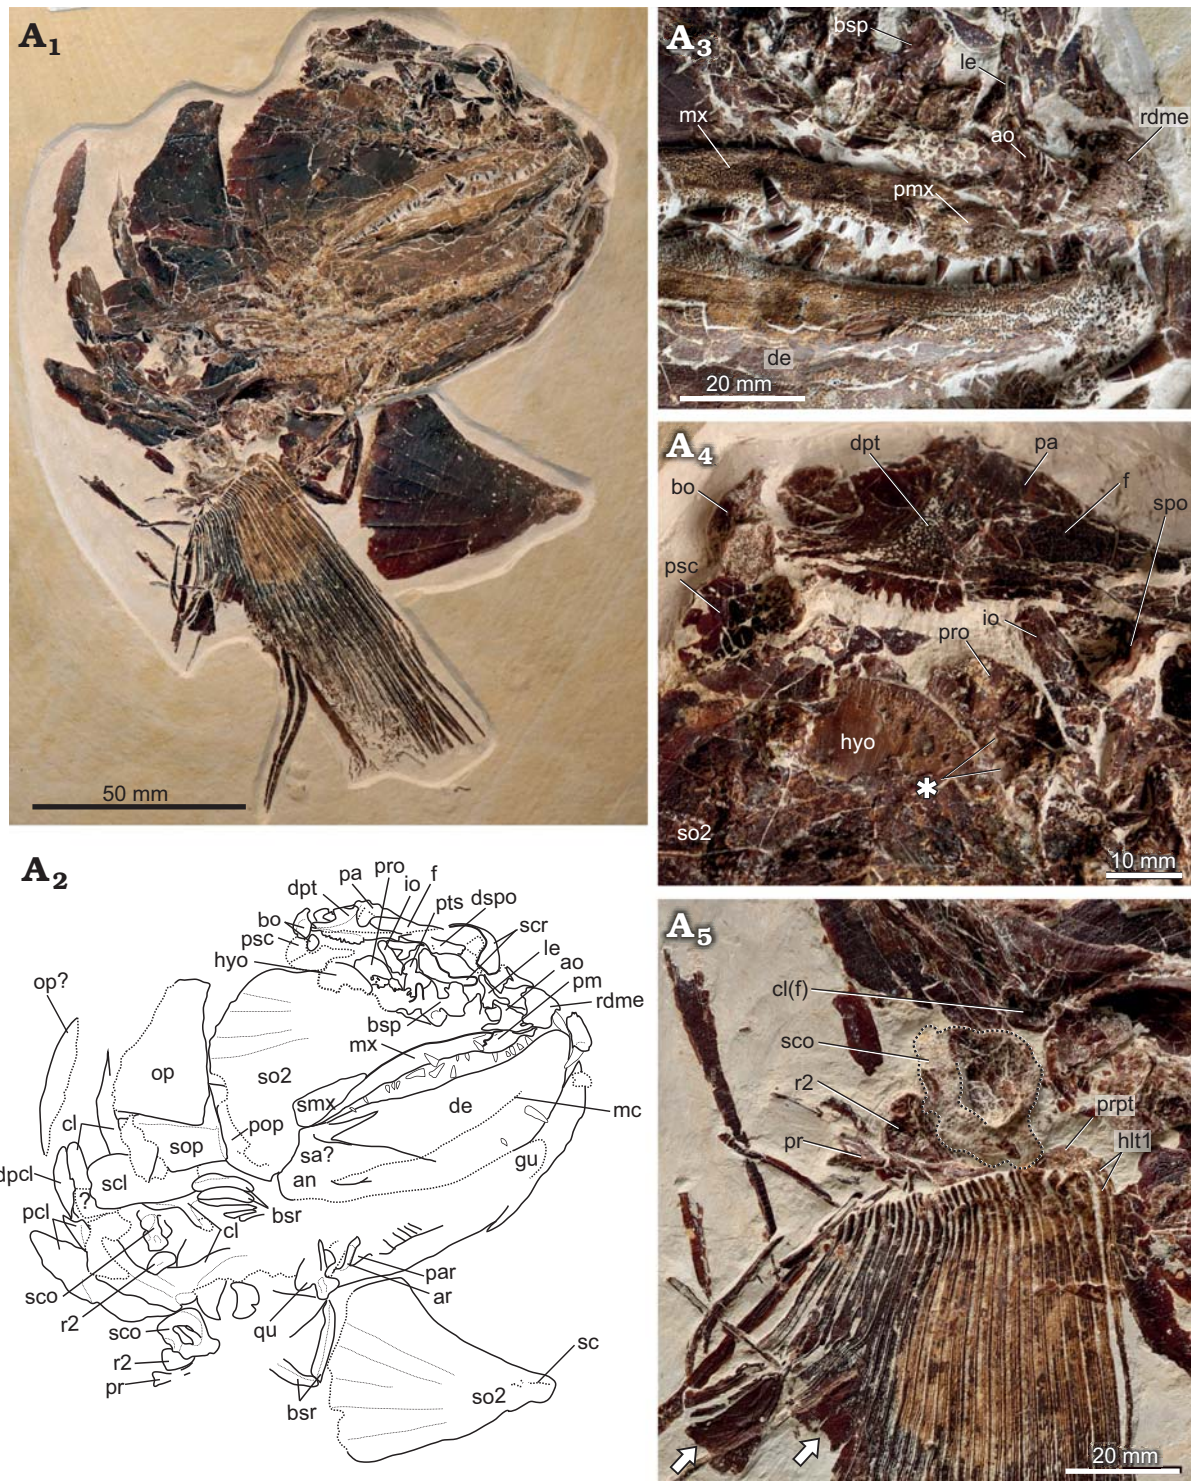 A1
50 mm
A3
bsp
le
mx
ao
rdme
pmx
de
20 mm
A4
dpt
pa
bo
f
spo
psc
io
pro
hyo
*
so2
10 mm
A2
pro
pa
io
f
dpt
pts
dspo
bo
psc
scr
hyo
le
ao
op?
pm
rdme
bsp
mx
op
so2
smx
de
mc
cl
pop
sop
sa?
gu
dpcl
scl
an
?
pcl
cl
bsr
sco
par
r2
ar
sco
qu
sc
r2
pr
so2
bsr
A5
cl(f)
sco
r2
prpt
pr
hlt1
20 mm